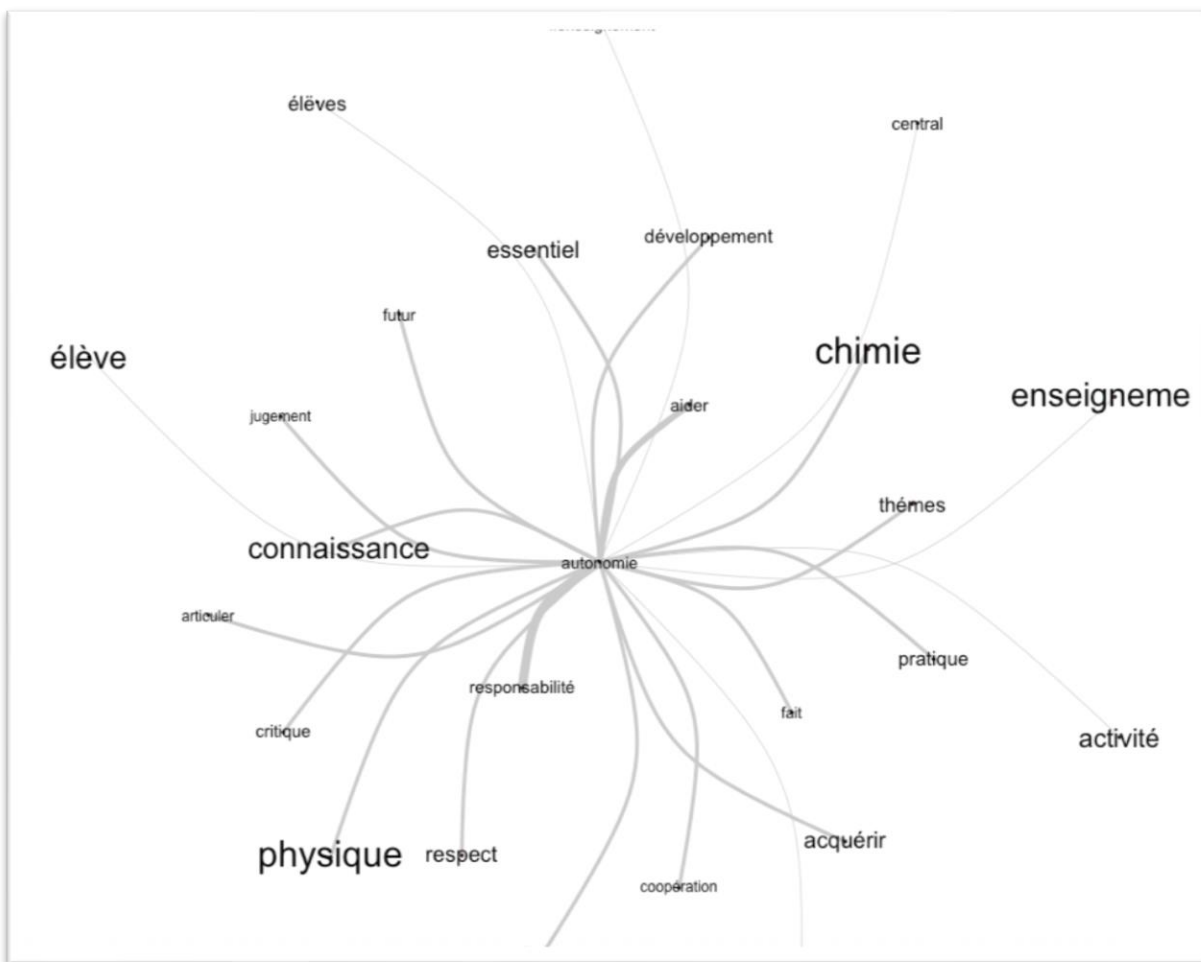 élëves
central
développement
essentiel
futur
chimie
élève
enseigneme
aider
jugement
thémes
connaissance
autonomie
articuler
pratique
responsabilité
fait
critique
activité
acquérir
physique
respect
coopération